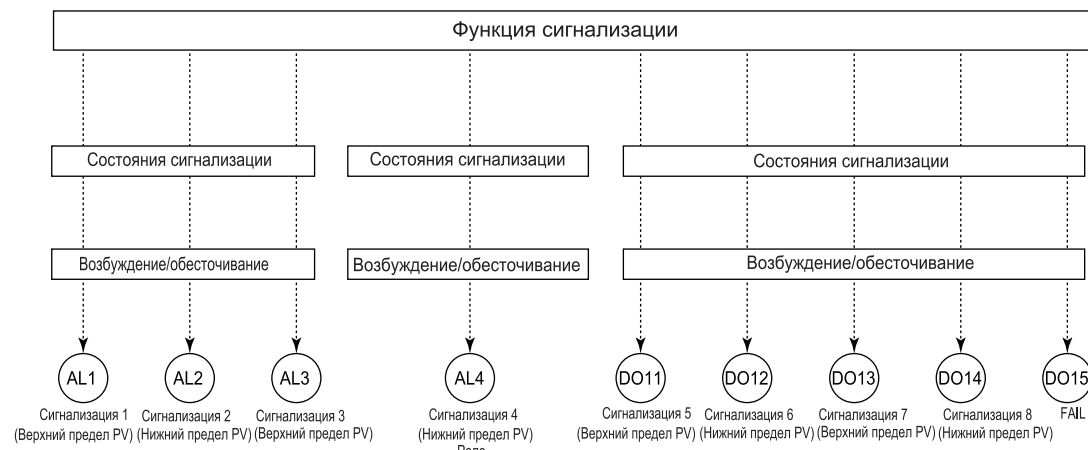 Функция сигнализации
Состояния сигнализации
Состояния сигнализации
Состояния сигнализации
Возбуждение/обесточивание
Возбуждение/обесточивание
Возбуждение/обесточивание
AL1
AL2
AL3
AL4
DO11
DO12
DO13
DO14
DO15
Сигнализация 1
(Верхний предел PV)
Сигнализация 2
(Нижний предел PV)
Сигнализация 3
(Верхний предел PV)
Сигнализация 4
(Нижний предел PV)
Сигнализация 5
(Верхний предел PV)
Сигнализация 6
(Нижний предел PV)
Сигнализация 7
(Верхний предел PV)
Сигнализация 8
(Нижний предел PV)
FAIL